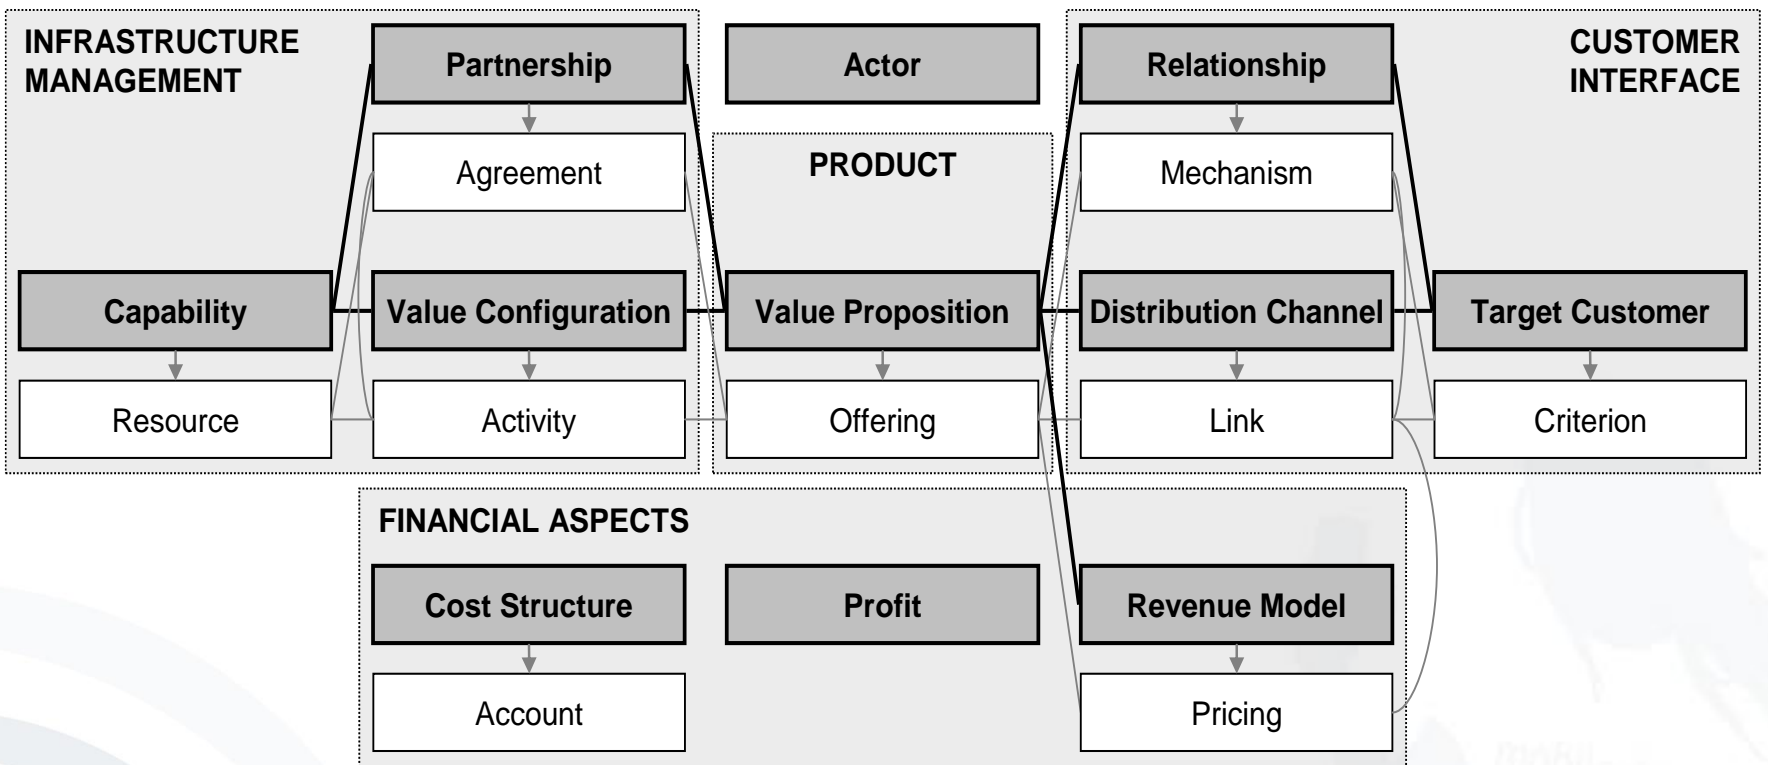 INFRASTRUCTURE
MANAGEMENT
Partnership
Actor
Relationship
CUSTOMER
INTERFACE
Agreement
PRODUCT
Mechanism
Capability
Value Configuration
Value Proposition
Distribution Channel
Target Customer
Resource
Activity
Offering
Link
Criterion
FINANCIAL ASPECTS
Cost Structure
Profit
Revenue Model
Account
Pricing